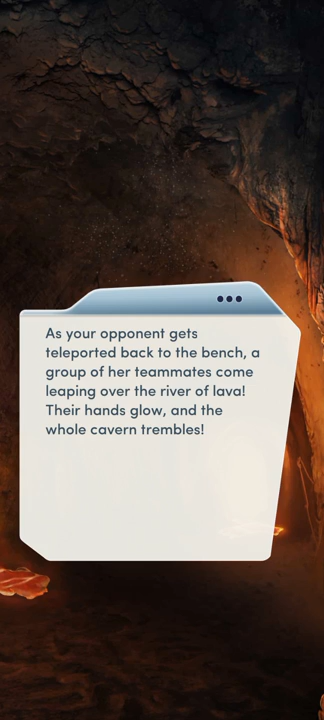 As your opponent gets
teleported back to the bench, a
group of her teammates come
leaping over the river of lava!
Their hands glow, and the
whole cavern trembles!